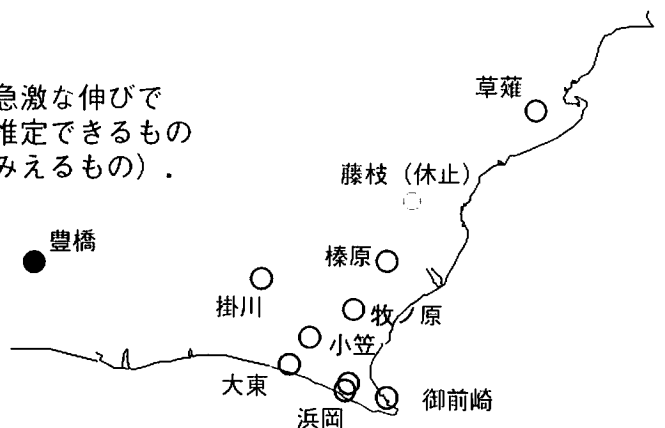 急激な伸びで
推定できるもの
みえるもの）．
草薙
藤枝（休止）
豊橋
榛原
掛川
牧ノ原
小笠
大東
御前崎
浜岡